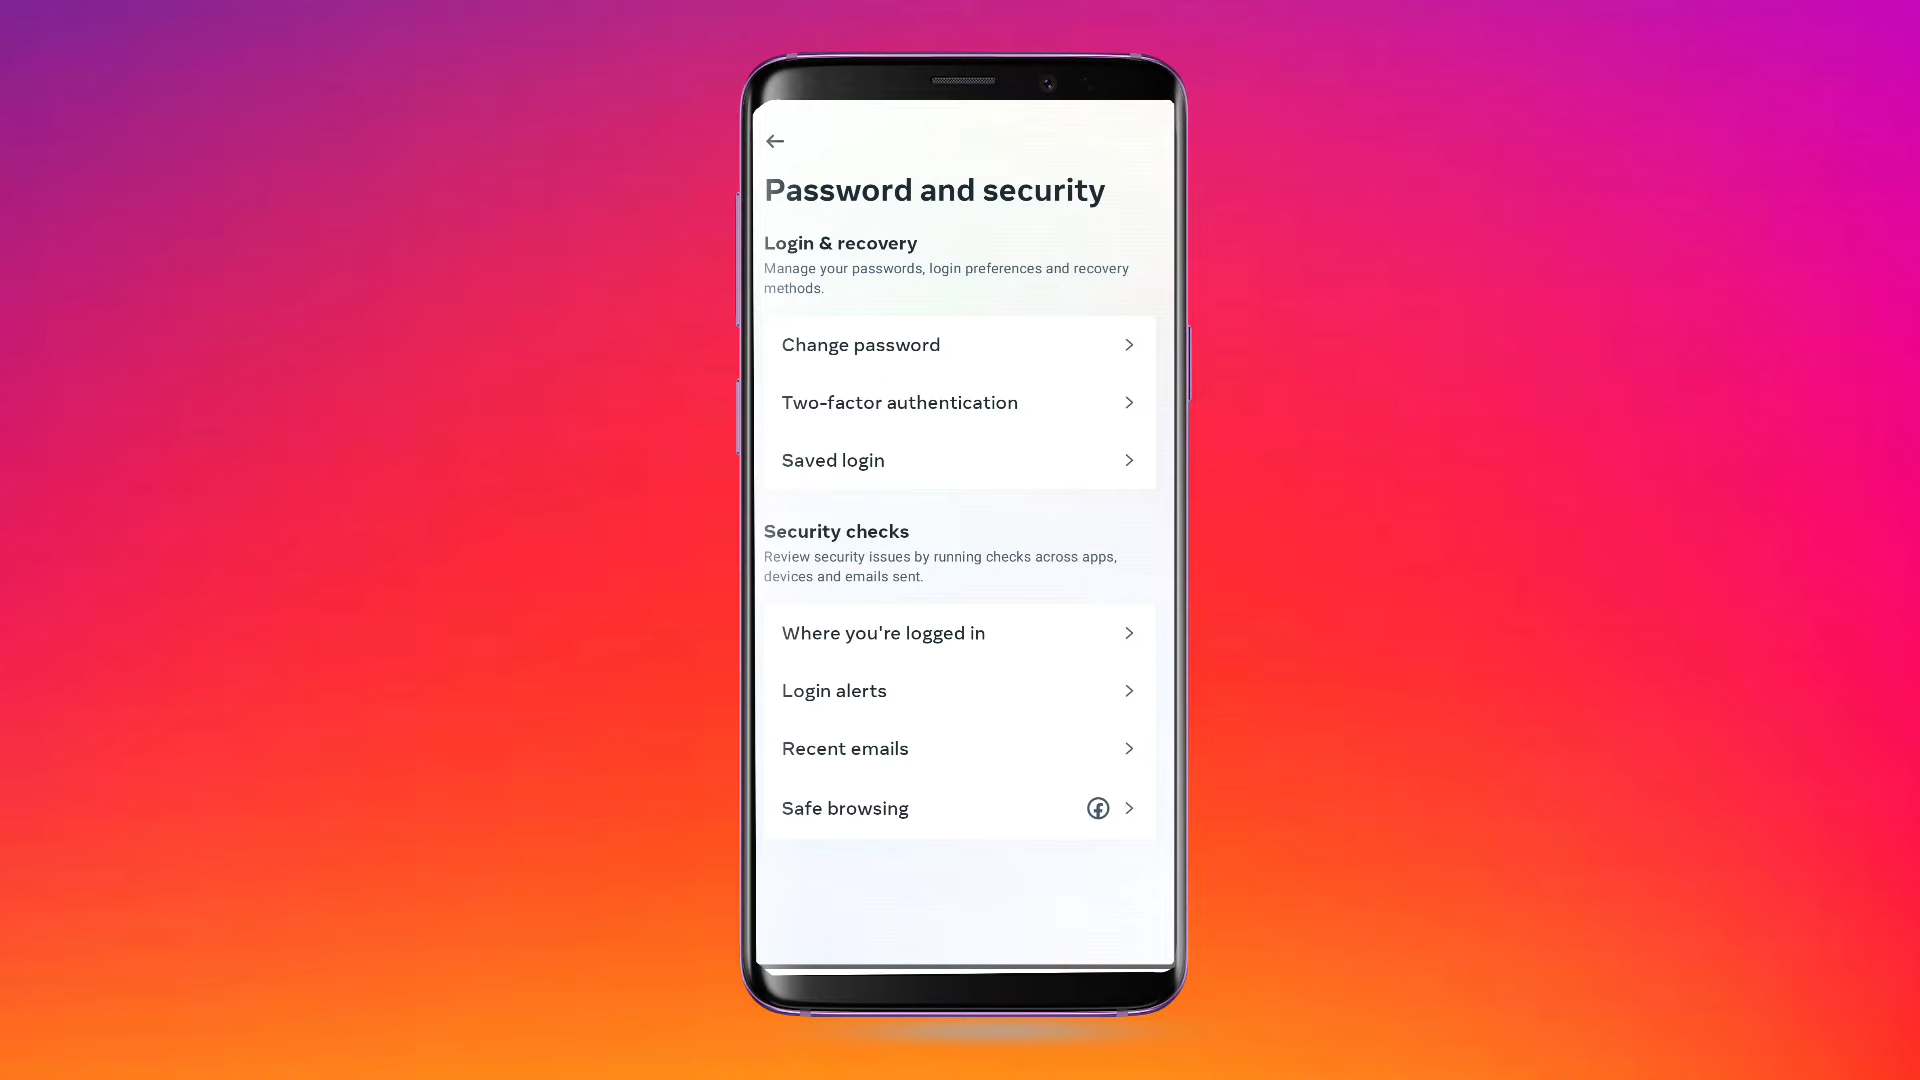 Password and security
Login & recovery
Manage your passwords, login preferences and recovery
methods.
Change password
Two-factor authentication
Saved login
Security checks
Review security issues by running checks across apps,
devices and emails sent.
Where you're logged in
Login alerts
Recent emails
Safe browsing